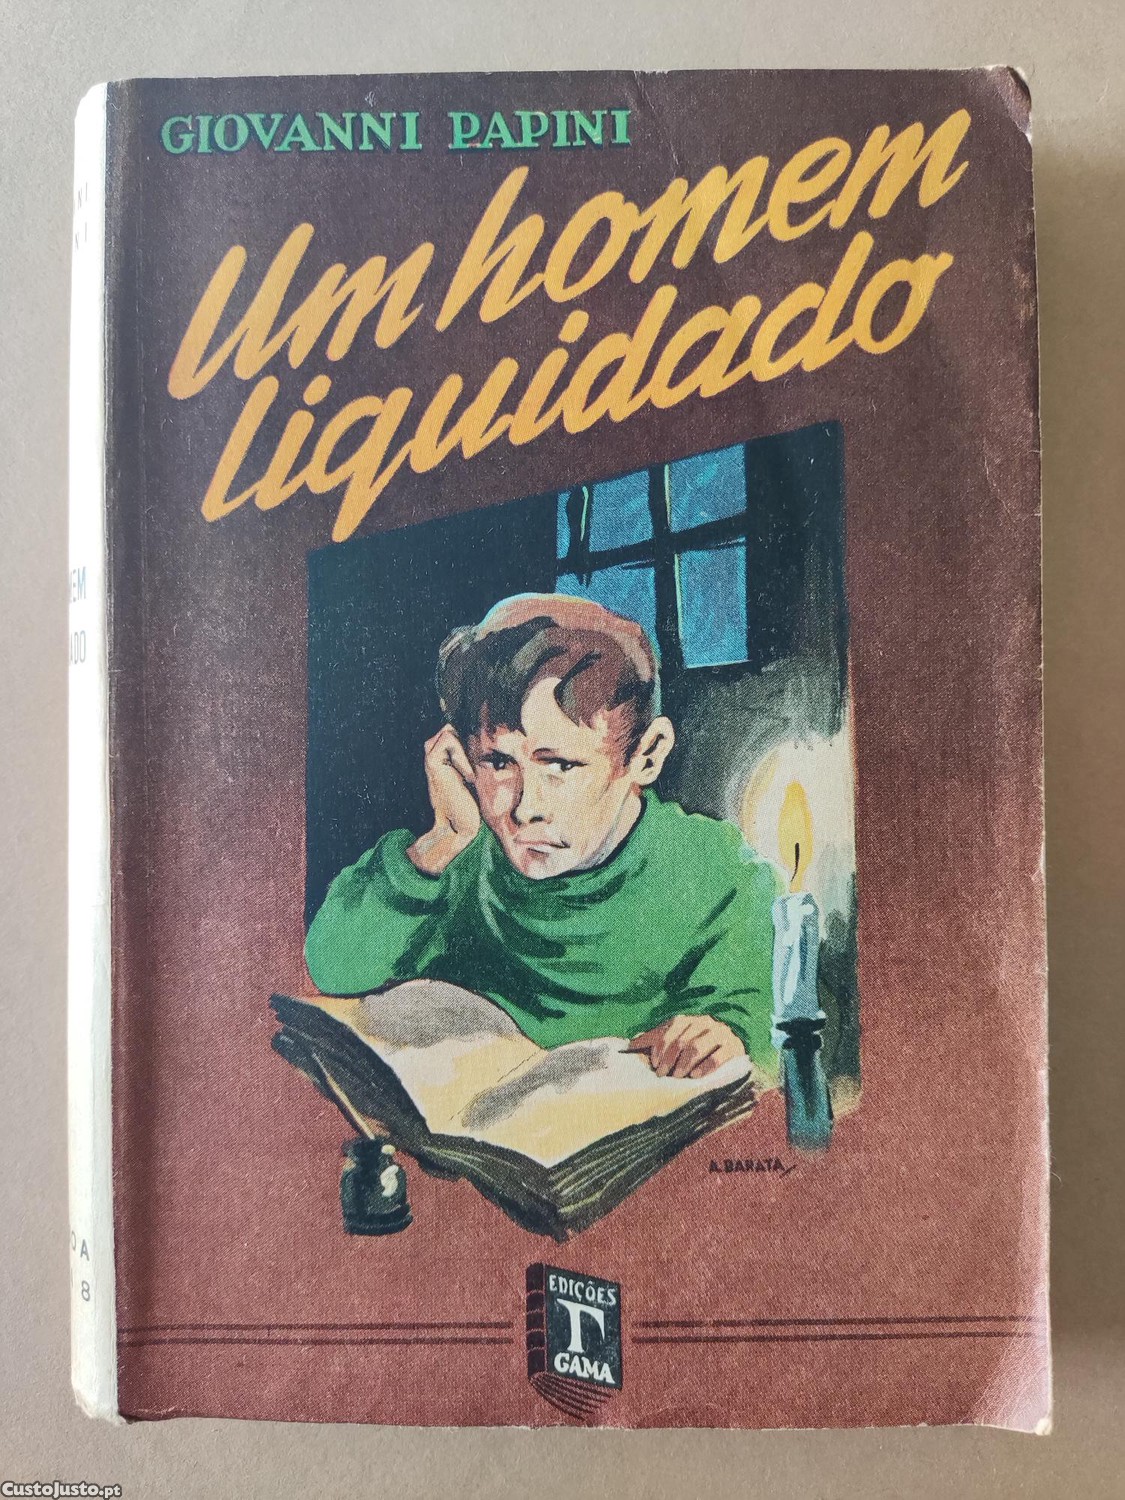 GIOVANNI PAPINI
Um homem
liquidado
A. BARATA
EDIÇÕES
Γ
GAMA
CustoJusto.pt